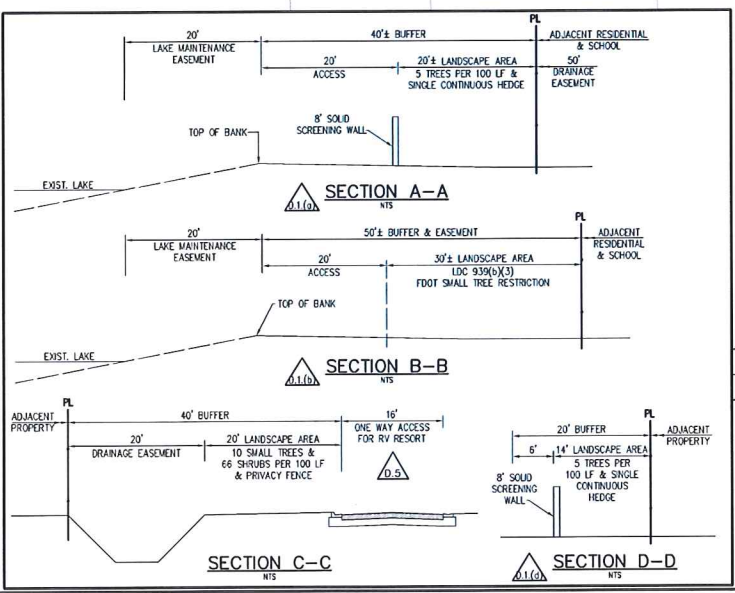 PL
20'
LAKE MAINTENANCE
EASEMENT
40'± BUFFER
ADJACENT RESIDENTIAL
& SCHOOL
20'
ACCESS
20'± LANDSCAPE AREA
5 TREES PER 100 LF &
SINGLE CONTINUOUS HEDGE
50'
DRAINAGE
EASEMENT
8' SOLID
SCREENING WALL
TOP OF BANK
EXIST. LAKE
D.1.(a)
SECTION A-A
NTS
PL
20'
LAKE MAINTENANCE
EASEMENT
50'± BUFFER & EASEMENT
ADJACENT
RESIDENTIAL
& SCHOOL
20'
ACCESS
30'± LANDSCAPE AREA
LDC 939(b)(3)
FDOT SMALL TREE RESTRICTION
TOP OF BANK
EXIST. LAKE
D.1.(b)
SECTION B-B
NTS
PL
ADJACENT
PROPERTY
40' BUFFER
16'
ONE WAY ACCESS
FOR RV RESORT
20'
DRAINAGE EASEMENT
20' LANDSCAPE AREA
10 SMALL TREES &
66 SHRUBS PER 100 LF
& PRIVACY FENCE
D.5
SECTION C-C
NTS
PL
20' BUFFER
ADJACENT
PROPERTY
6'
14' LANDSCAPE AREA
5 TREES PER
100 LF & SINGLE
CONTINUOUS
HEDGE
8' SOLID
SCREENING
WALL
D.1.(d)
SECTION D-D
NTS